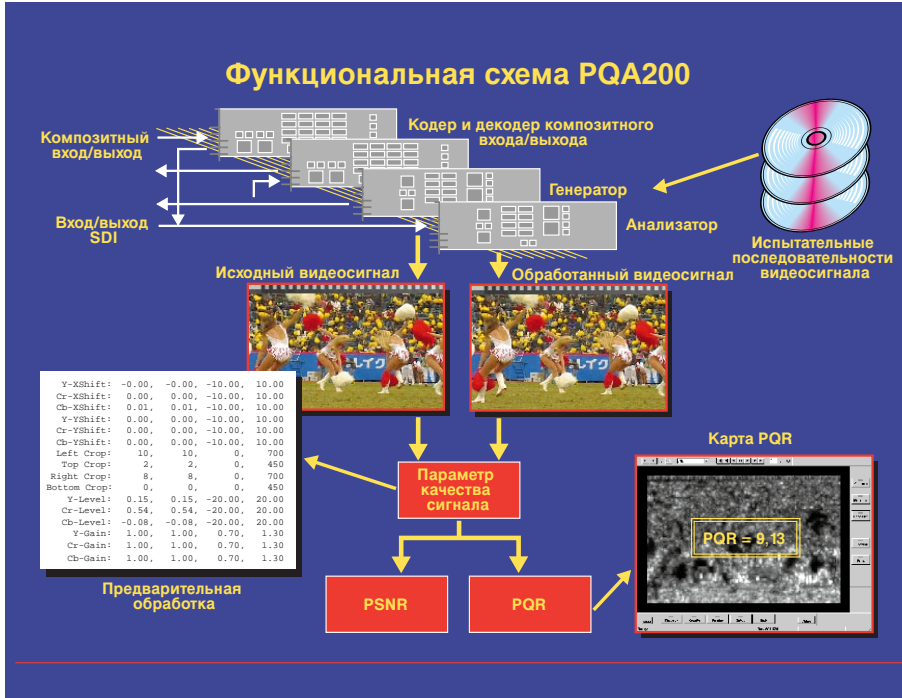 Функциональная схема PQA200
Композитный
вход/выход
Кодер и декодер композитного
входа/выхода
Генератор
Анализатор
Вход/выход
SDI
Испытательные
последовательности
видеосигнала
Исходный видеосигнал
Обработанный видеосигнал
Y-XShift: -0.00, -0.00, -10.00, 10.00
Cr-XShift: 0.00, 0.00, -10.00, 10.00
Cb-XShift: 0.01, 0.01, -10.00, 10.00
Y-YShift: 0.00, 0.00, -10.00, 10.00
Cr-YShift: 0.00, 0.00, -10.00, 10.00
Cb-YShift: 0.00, 0.00, -10.00, 10.00
Left Crop: 10, 10, 0, 700
Top Crop: 2, 2, 0, 450
Right Crop: 8, 8, 0, 700
Bottom Crop: 0, 0, 0, 450
Y-Level: 0.15, 0.15, -20.00, 20.00
Cr-Level: 0.54, 0.54, -20.00, 20.00
Cb-Level: -0.08, -0.08, -20.00, 20.00
Y-Gain: 1.00, 1.00, 0.70, 1.30
Cr-Gain: 1.00, 1.00, 0.70, 1.30
Cb-Gain: 1.00, 1.00, 0.70, 1.30
Предварительная
обработка
Параметр
качества
сигнала
PSNR
PQR
Карта PQR
PQR = 9,13